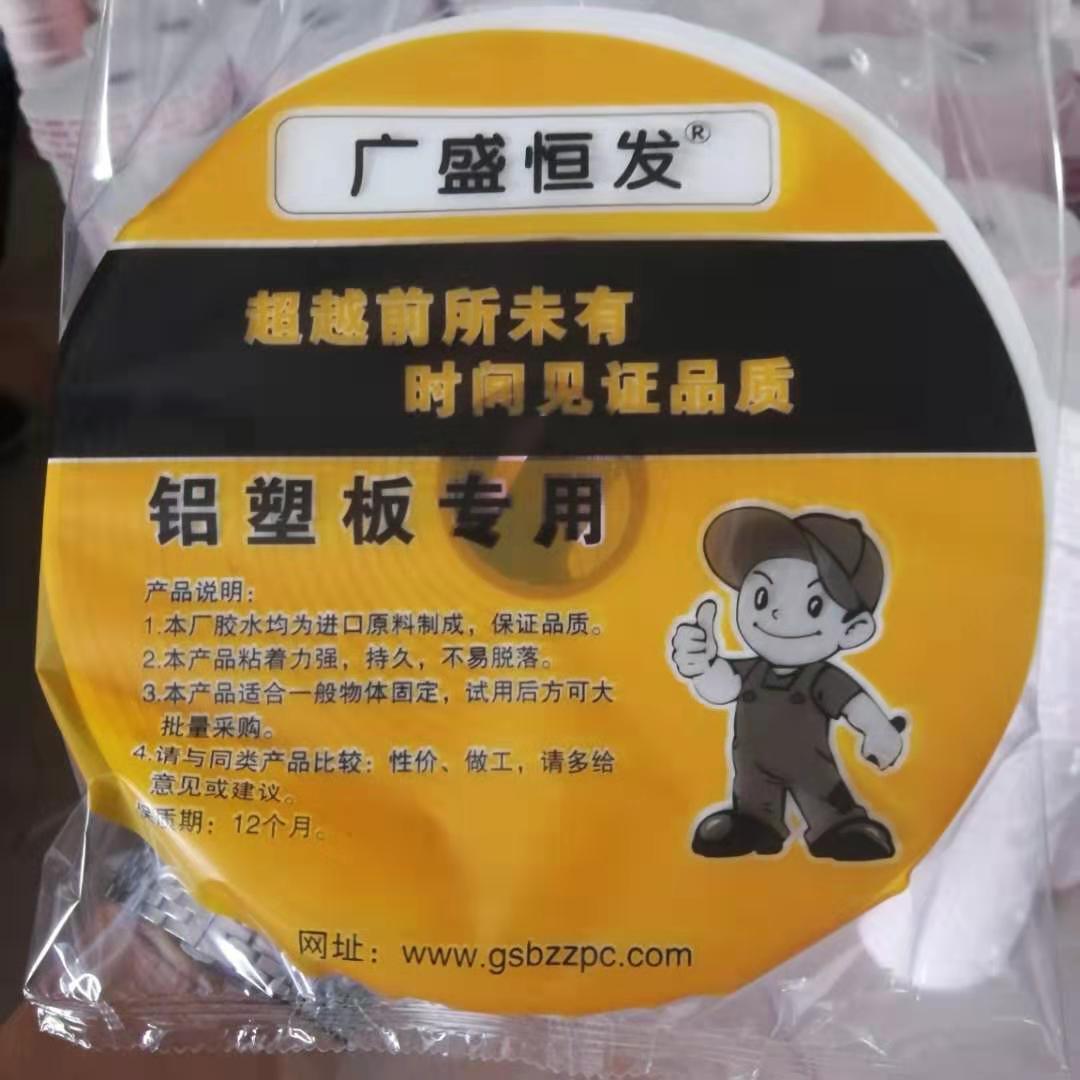 广盛恒发®
超越前所未有
时间见证品质
铝塑板专用
产品说明：
1.本厂胶水均为进口原料制成，保证品质。
2.本产品粘着力强，持久，不易脱落。
3.本产品适合一般物体固定，试用后方可大
批量采购。
4.请与同类产品比较：性价、做工，请多给
意见或建议。
保质期：12个月。
网址：www.gsbzzpc.com